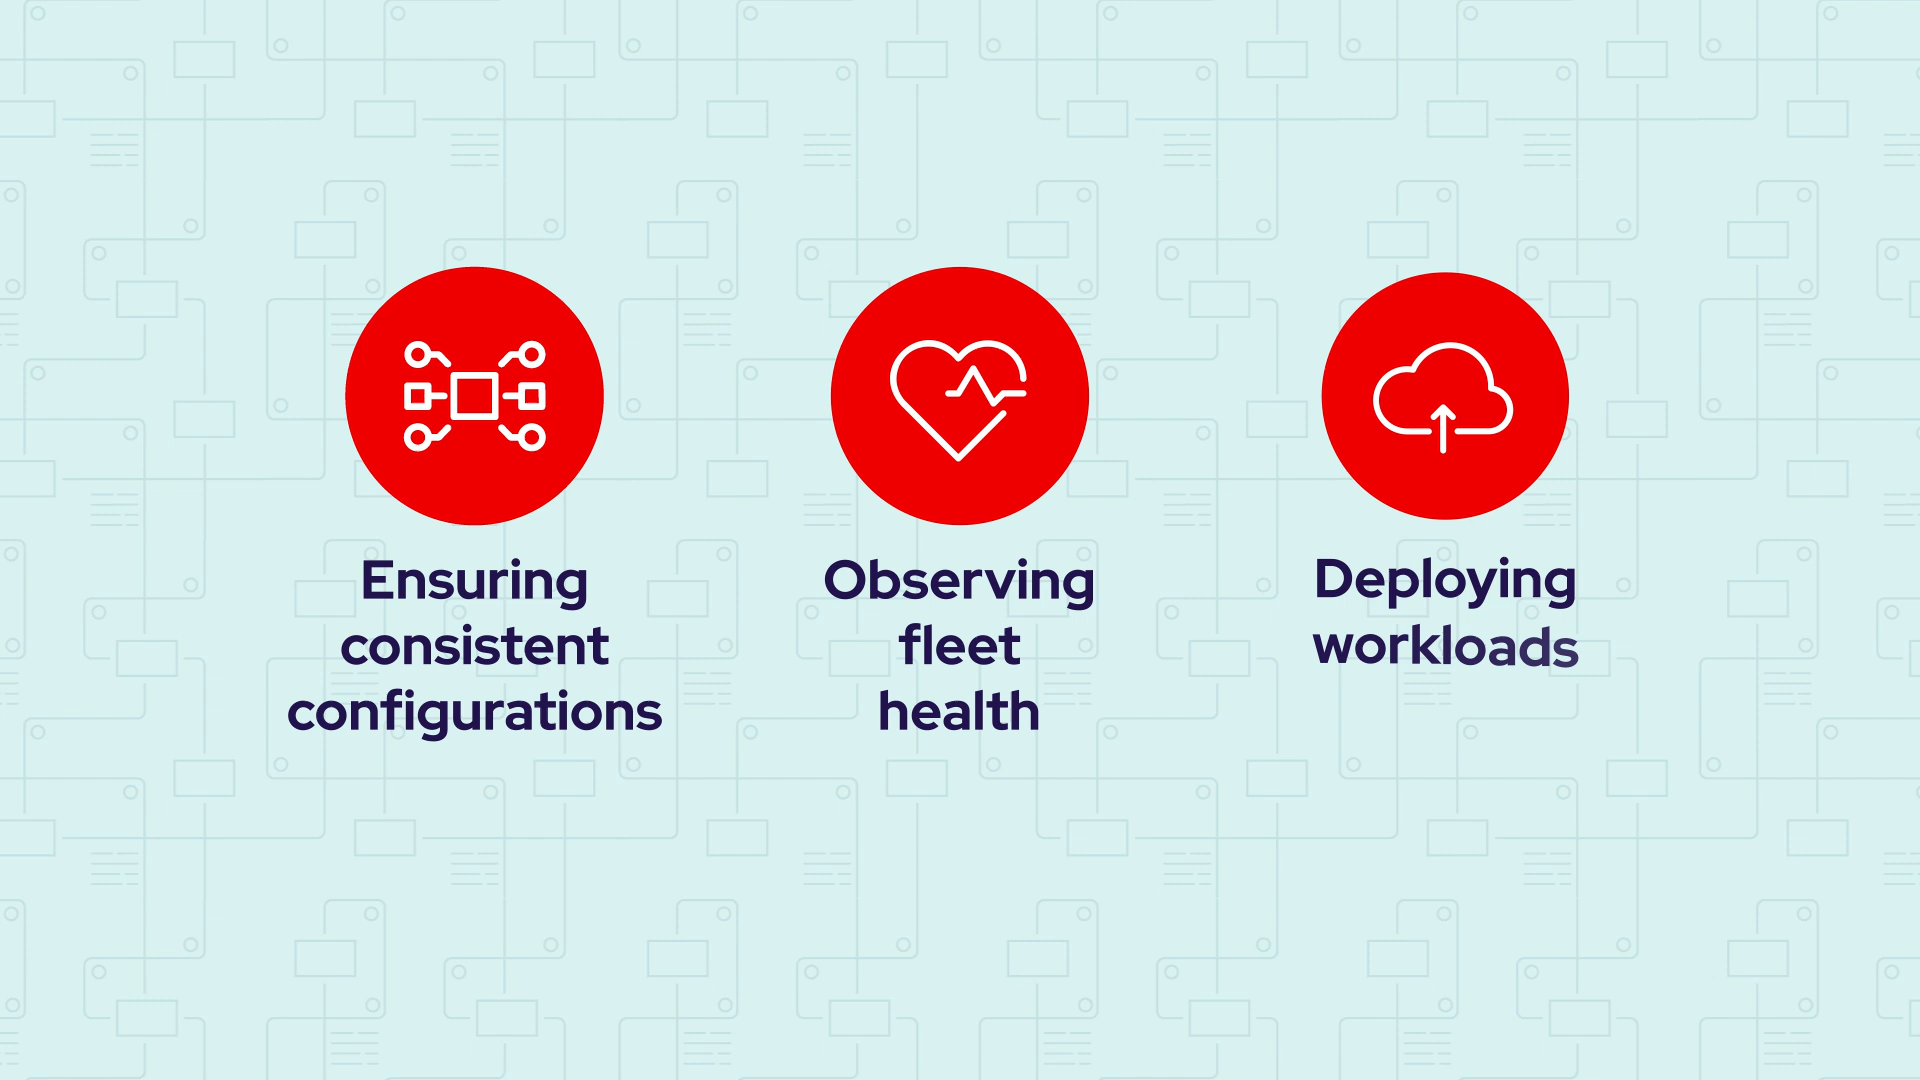 Ensuring
consistent
configurations
Observing
fleet
health
Deploying
workloads